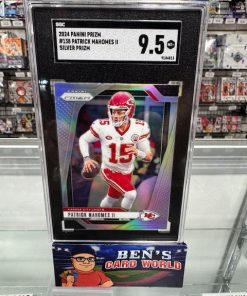 2024 PANINI PRIZM
#138 PATRICK MAHOMES II
SILVER PRIZM
9.5
PRIZM
CHIEFS
15
PATRICK MAHOMES II
BEN'S
CARD WORLD